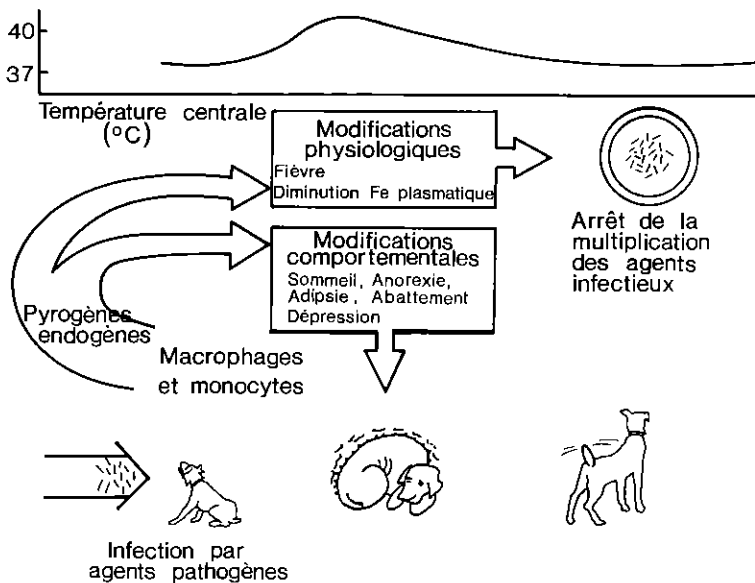 40
37
Température centrale
(°C)
Modifications
physiologiques
Fièvre
Diminution Fe plasmatique
Modifications
comportementales
Sommeil, Anorexie,
Adipsie, Abattement
Dépression
Arrêt de la
multiplication
des agents
infectieux
Pyrogènes
endogènes
Macrophages
et monocytes
Infection par
agents pathogènes